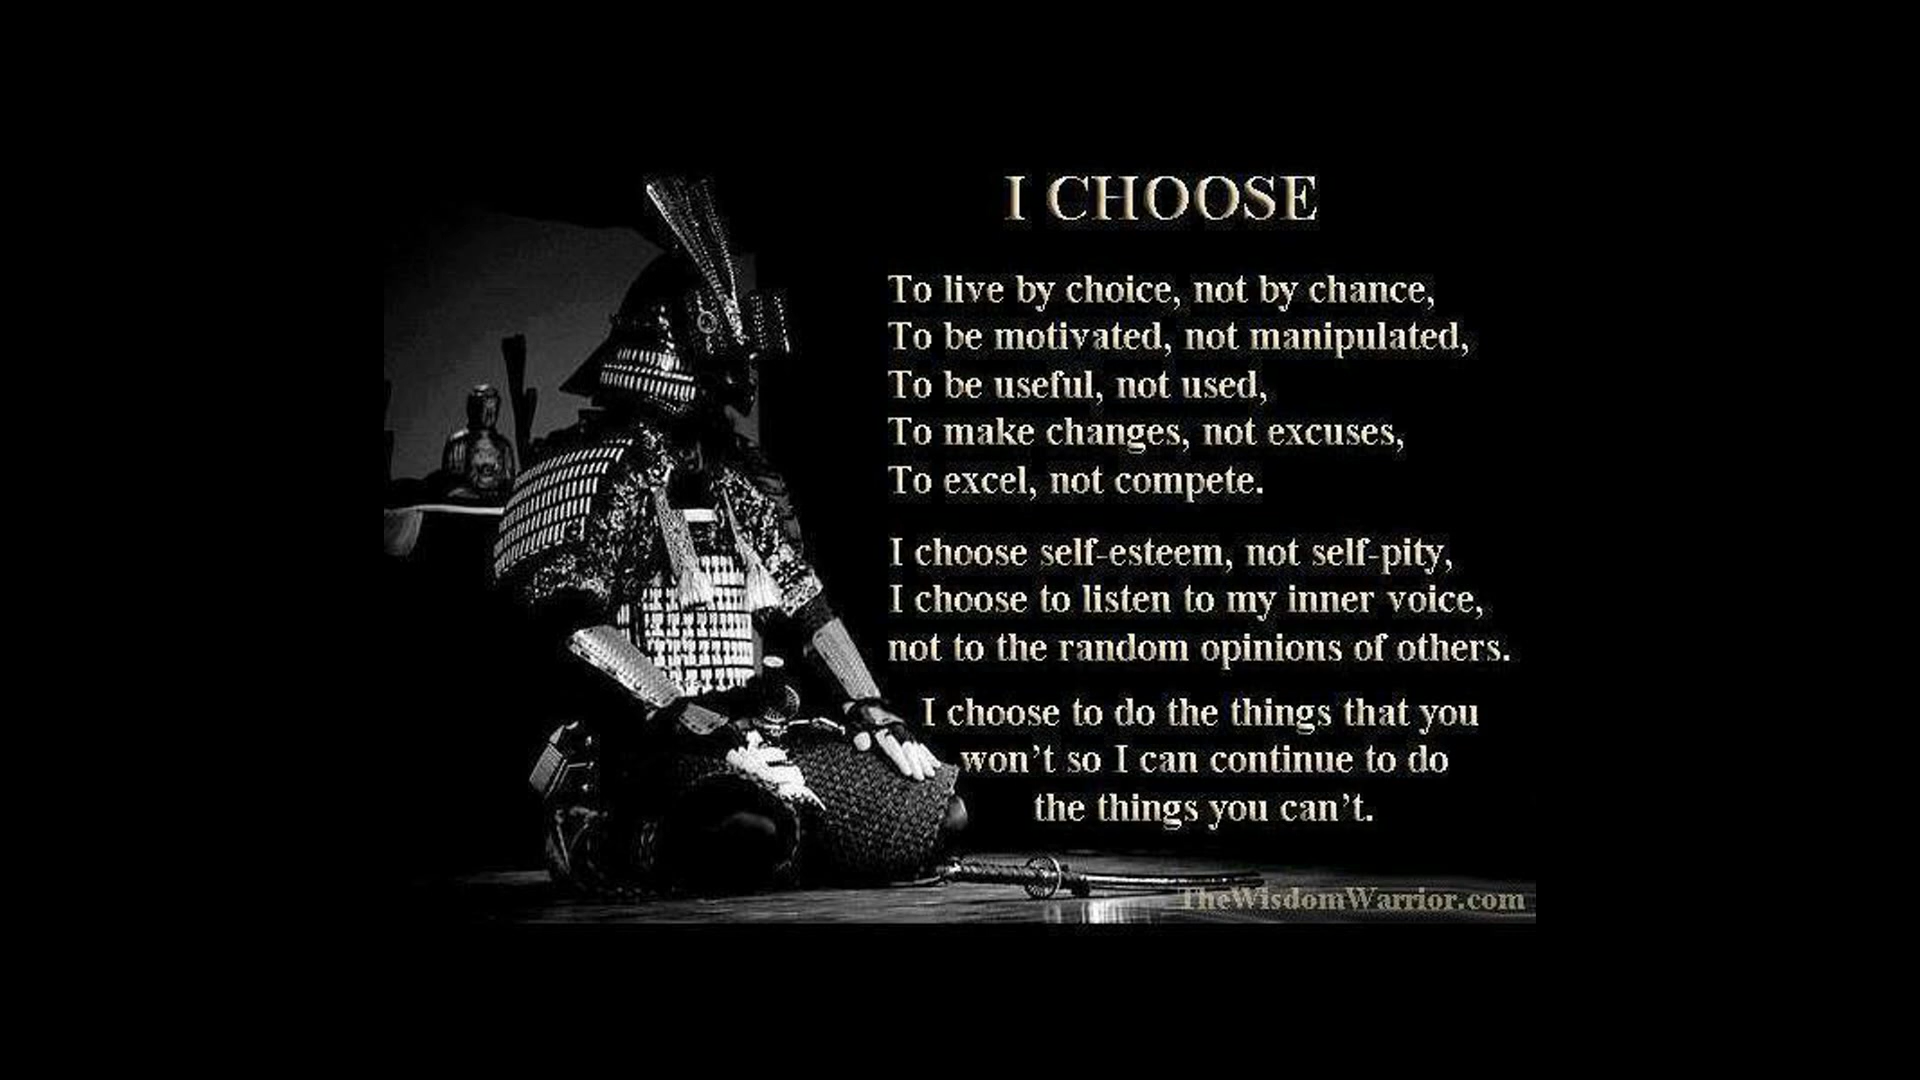 I CHOOSE
To live by choice, not by chance,
To be motivated, not manipulated,
To be useful, not used,
To make changes, not excuses,
To excel, not compete.
I choose self-esteem, not self-pity,
I choose to listen to my inner voice,
not to the random opinions of others.
I choose to do the things that you
won’t so I can continue to do
the things you can’t.
TheWisdomWarrior.com